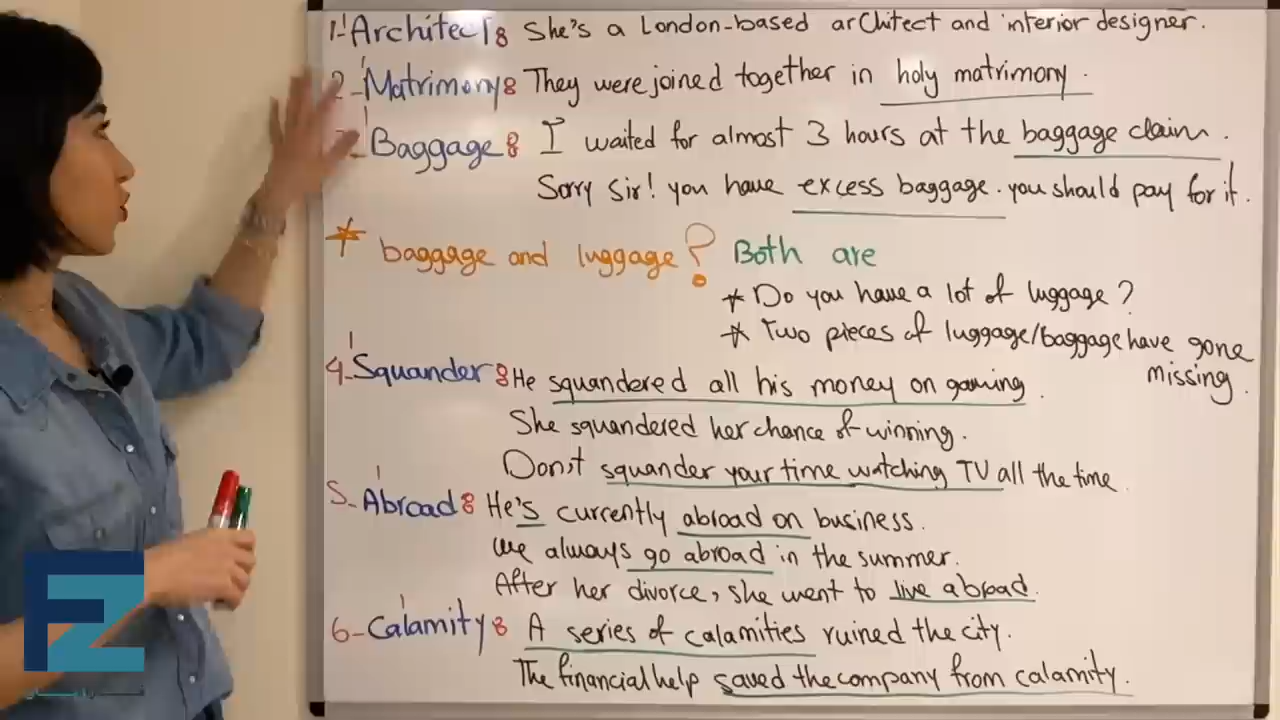 1- Architect: She's a London-based architect and interior designer.
2- Matrimony: They were joined together in holy matrimony.
3- Baggage: I waited for almost 3 hours at the baggage claim.
Sorry Sir! you have excess baggage. you should pay for it.
* baggage and luggage? Both are
* Do you have a lot of luggage?
* Two pieces of luggage/baggage have gone
missing.
4- Squander: He squandered all his money on gaming.
She squandered her chance of winning.
Don't squander your time watching TV all the time.
5- Abroad: He's currently abroad on business.
We always go abroad in the summer.
After her divorce, she went to live abroad.
6- Calamity: A series of calamities ruined the city.
The financial help saved the company from calamity.
EZ